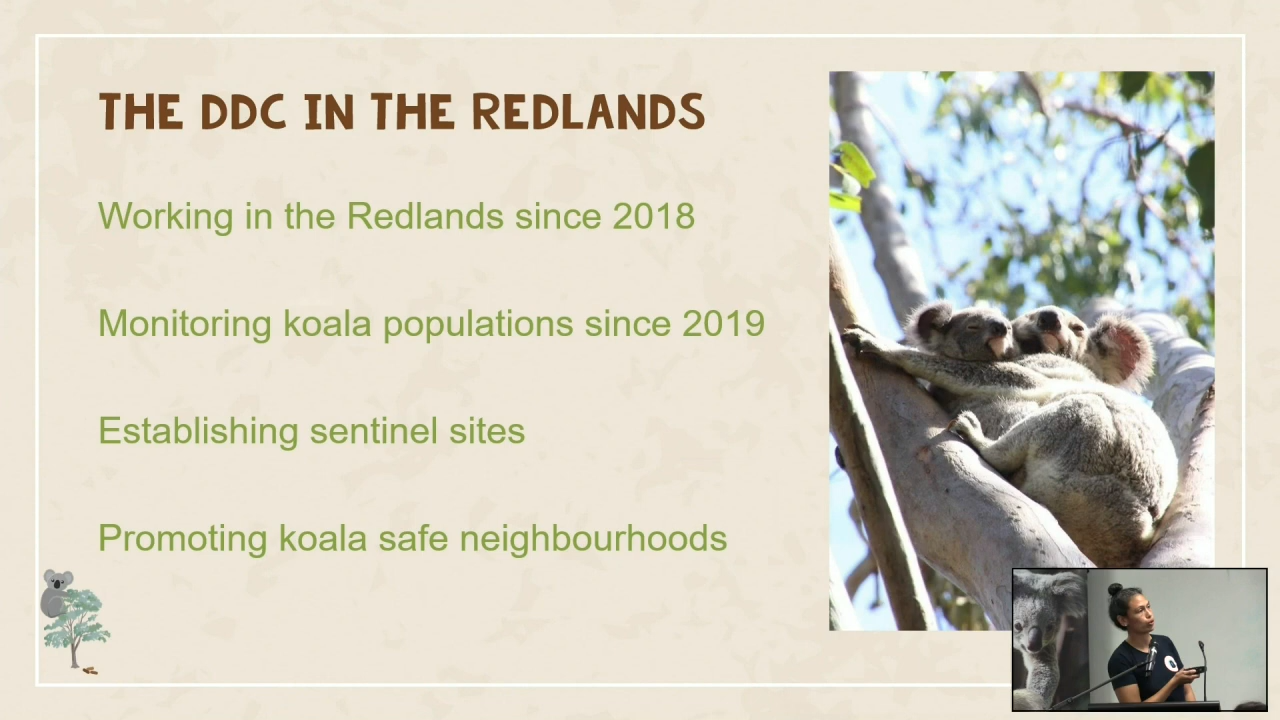 THE DDC IN THE REDLANDS
Working in the Redlands since 2018
Monitoring koala populations since 2019
Establishing sentinel sites
Promoting koala safe neighbourhoods